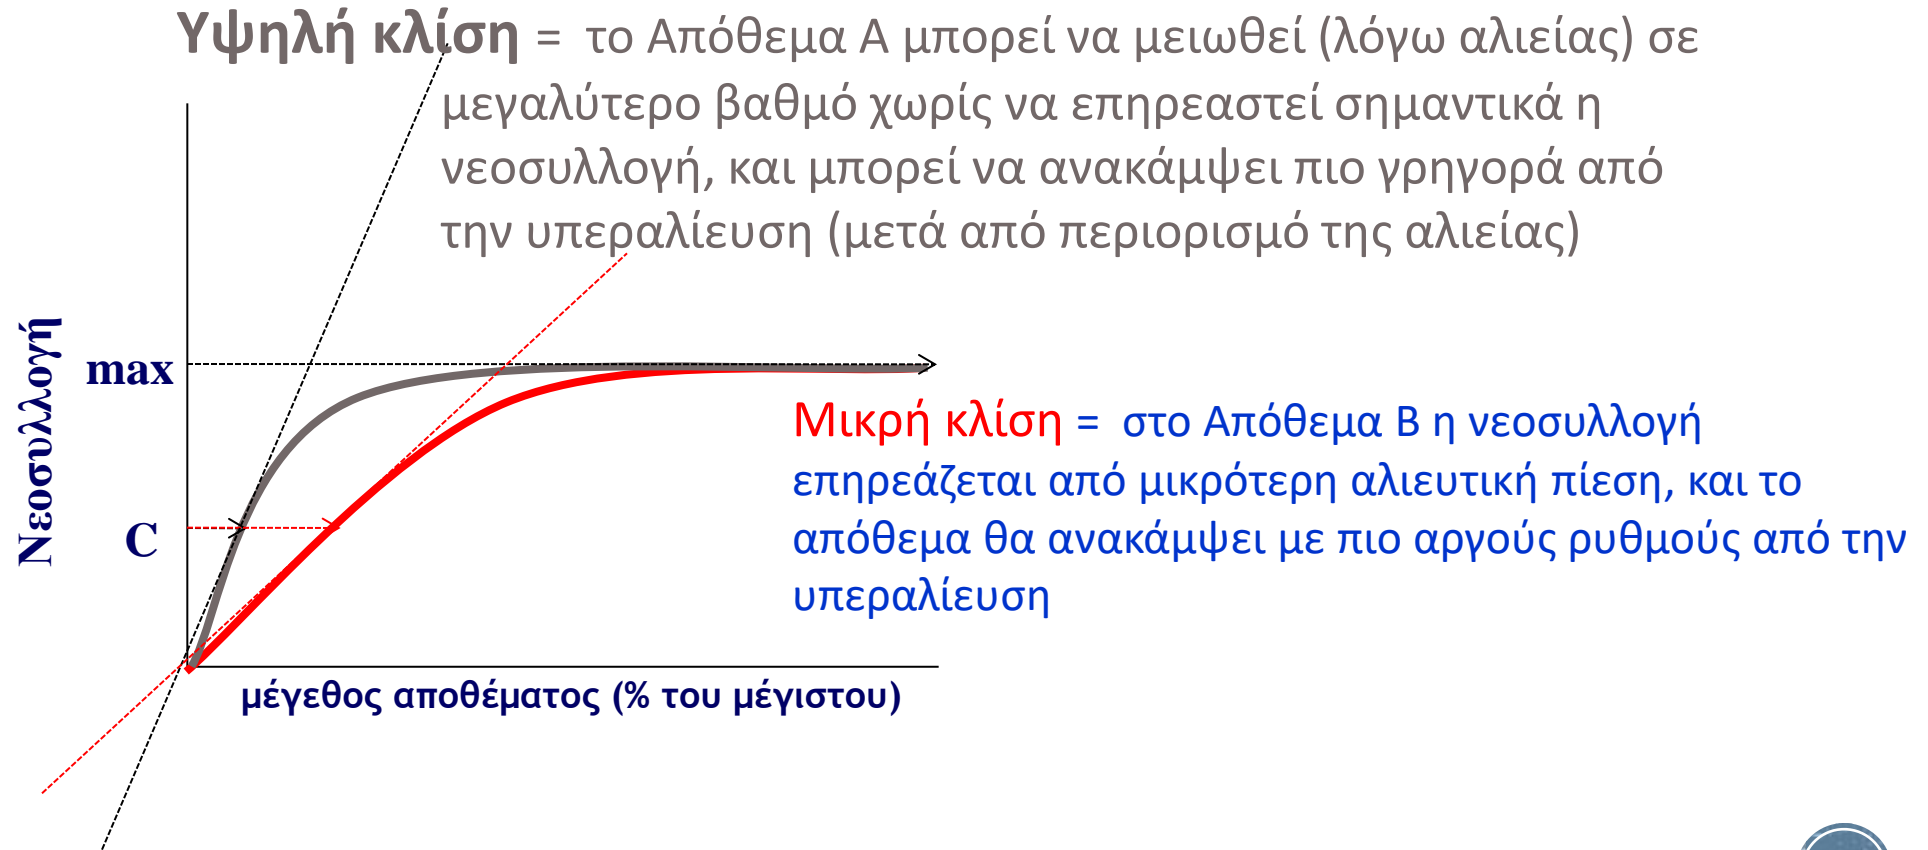 Υψηλή κλίση = το Απόθεμα Α μπορεί να μειωθεί (λόγω αλιείας) σε
μεγαλύτερο βαθμό χωρίς να επηρεαστεί σημαντικά η
νεοσυλλογή, και μπορεί να ανακάμψει πιο γρηγορά από
την υπεραλίευση (μετά από περιορισμό της αλιείας)
Νεοσυλλογή
max
C
Μικρή κλίση = στο Απόθεμα Β η νεοσυλλογή
επηρεάζεται από μικρότερη αλιευτική πίεση, και το
απόθεμα θα ανακάμψει με πιο αργούς ρυθμούς από την
υπεραλίευση
μέγεθος αποθέματος (% του μέγιστου)